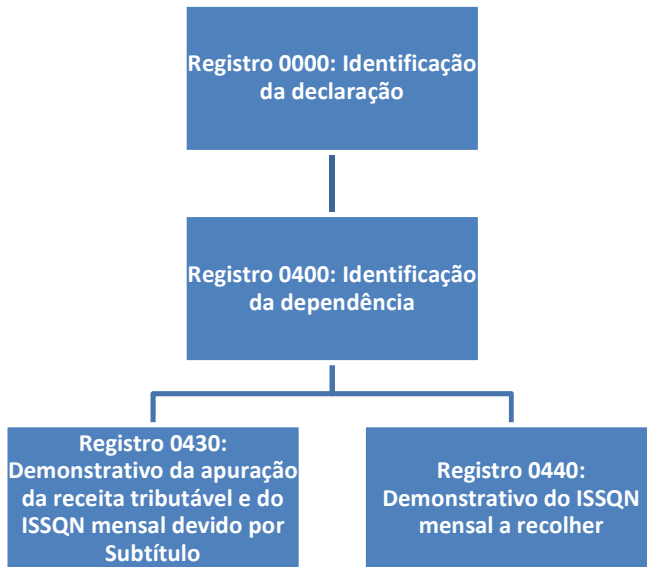 Registro 0000: Identificação
da declaração
Registro 0400: Identificação
da dependência
Registro 0430:
Demonstrativo da apuração
da receita tributável e do
ISSQN mensal devido por
Subtítulo
Registro 0440:
Demonstrativo do ISSQN
mensal a recolher